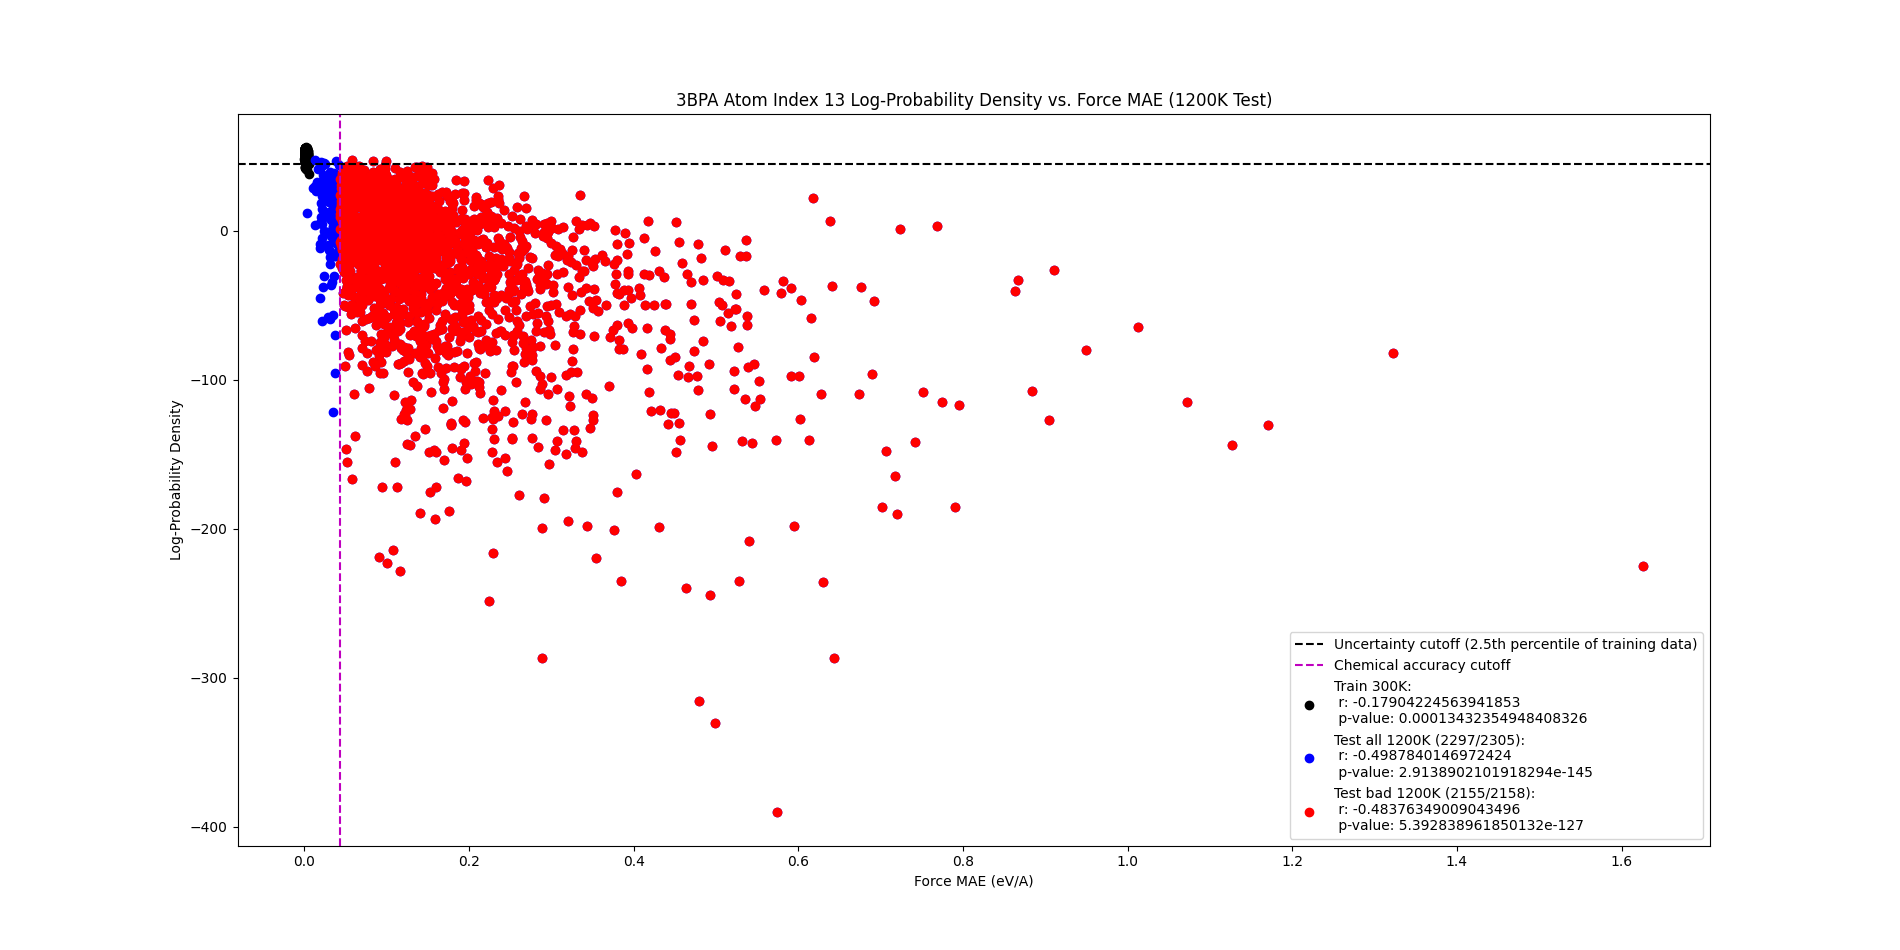 3BPA Atom Index 13 Log-Probability Density vs. Force MAE (1200K Test)
Log-Probability Density
0
−100
−200
−300
−400
Uncertainty cutoff (2.5th percentile of training data)
Chemical accuracy cutoff
Train 300K:
r: -0.17904224563941853
p-value: 0.00013432354948408326
Test all 1200K (2297/2305):
r: -0.4987840146972424
p-value: 2.9138902101918294e-145
Test bad 1200K (2155/2158):
r: -0.48376349009043496
p-value: 5.392838961850132e-127
0.0 0.2 0.4 0.6 0.8 1.0 1.2 1.4 1.6
Force MAE (eV/A)